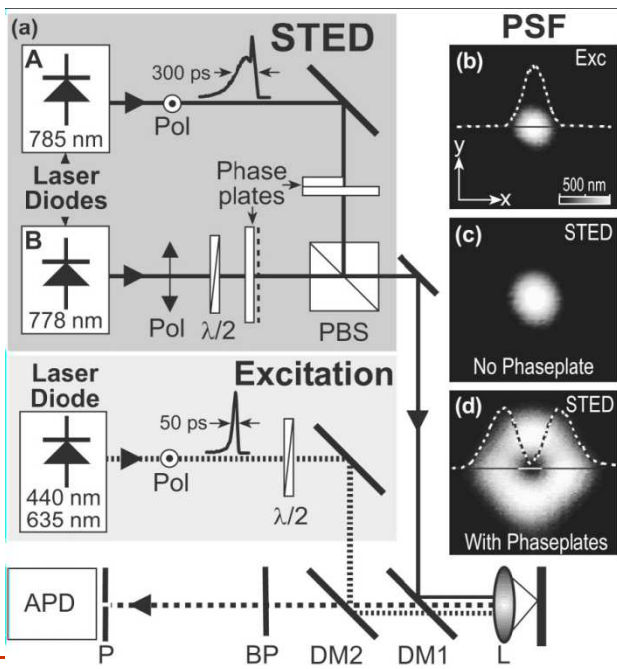 (a)
STED
PSF
A
300 ps
Pol
785 nm
Laser
Diodes
Phase
plates
B
778 nm
Pol
λ/2
PBS
(b)
Exc
y
x
500 nm
(c)
STED
No Phaseplate
(d)
STED
With Phaseplates
Excitation
Laser
Diode
50 ps
440 nm
635 nm
Pol
λ/2
APD
P
BP
DM2
DM1
L